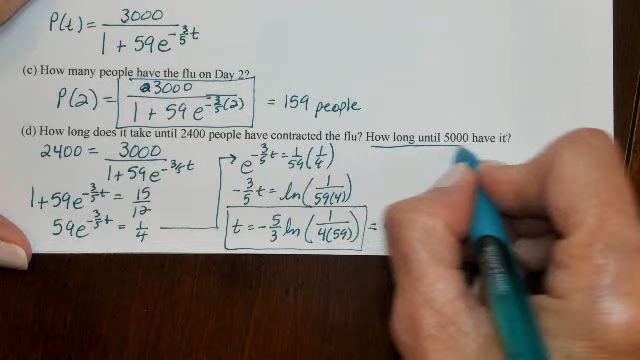 P(t) = 3000 / 1 + 59e^(-3/5 t)
(c) How many people have the flu on Day 2?
P(2) = 3000 / 1 + 59 e^(-3/5 (2)) = 159 people
(d) How long does it take until 2400 people have contracted the flu? How long until 5000 have it?
2400 = 3000 / 1 + 59e^(-3/5 t)
1 + 59e^(-3/5 t) = 15/12
59e^(-3/5 t) = 1/4
e^(-3/5 t) = 1/59 (1/4)
-3/5 t = ln(1/59(4))
t = -5/3 ln(1/4(59)) =